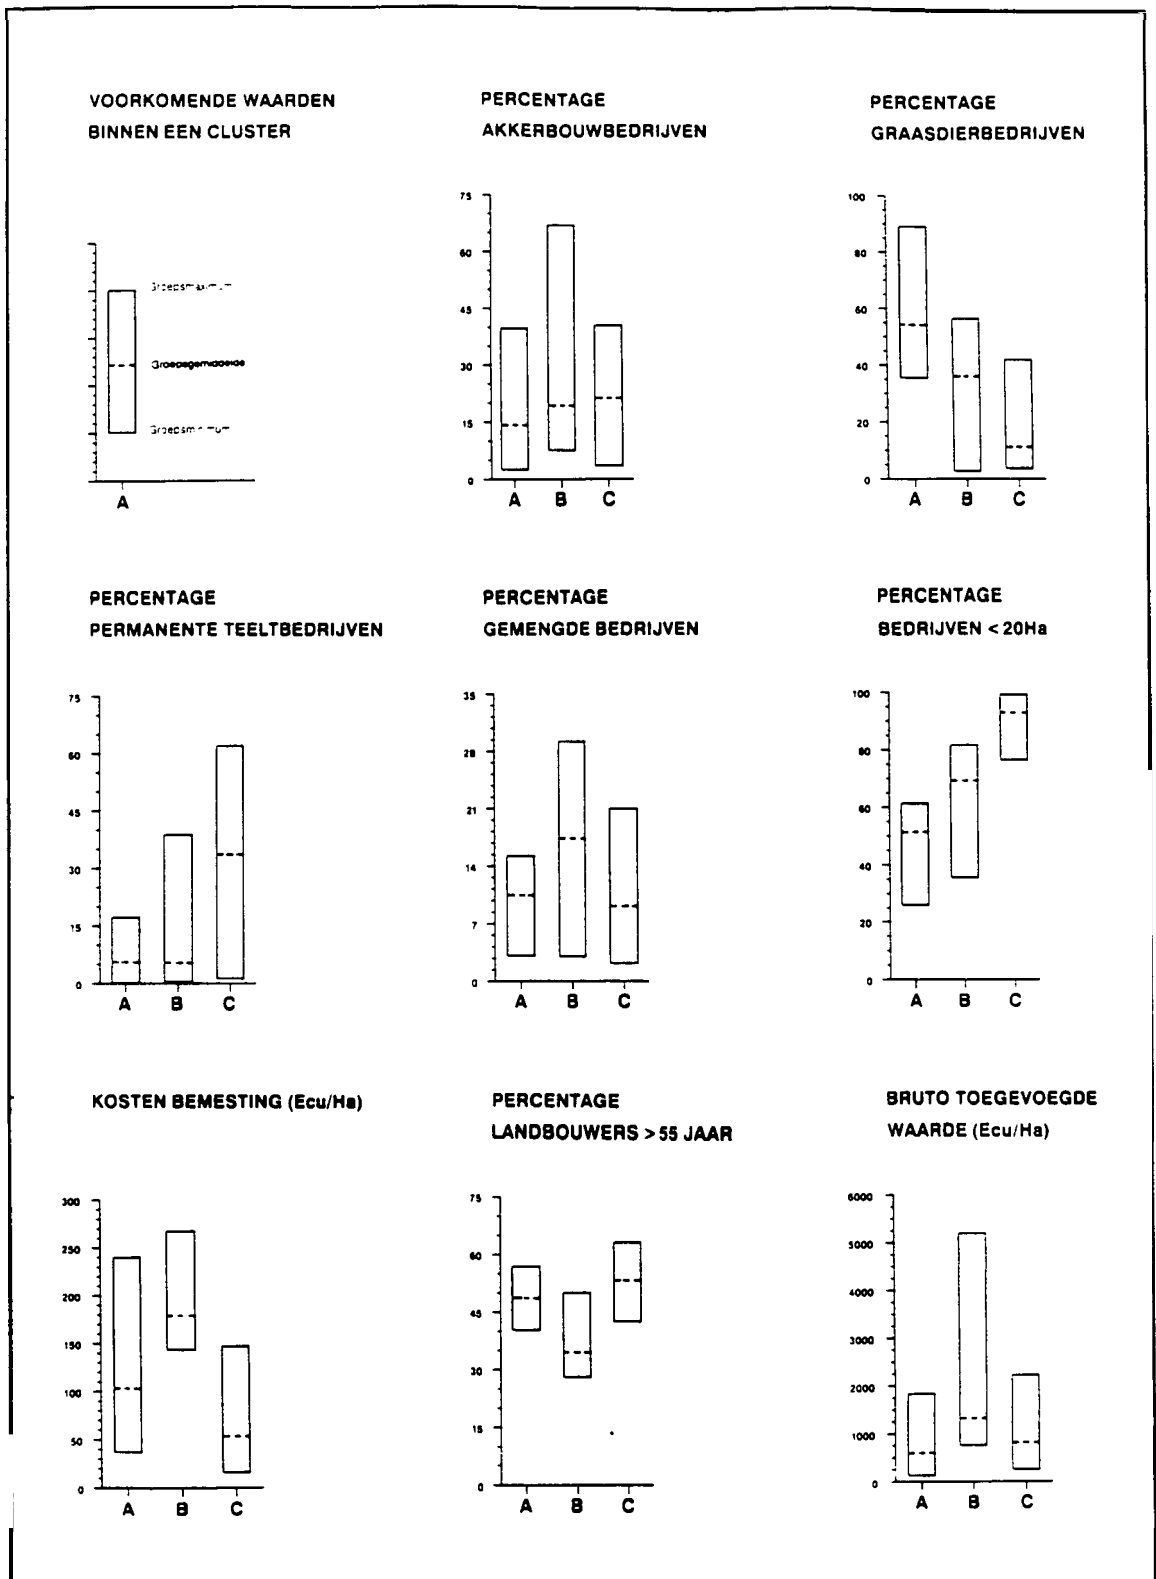 VOORKOMENDE WAARDEN
BINNEN EEN CLUSTER
Groepsmaximum
Groepsgemiddelde
Groepsminimum
A
PERCENTAGE
AKKERBOUWBEDRIJVEN
75
60
45
30
15
0
A B C
PERCENTAGE
GRAASDIERBEDRIJVEN
100
80
60
40
20
0
A B C
PERCENTAGE
PERMANENTE TEELTBEDRIJVEN
75
60
45
30
15
0
A B C
PERCENTAGE
GEMENGDE BEDRIJVEN
35
28
21
14
7
0
A B C
PERCENTAGE
BEDRIJVEN < 20Ha
100
80
60
40
20
0
A B C
KOSTEN BEMESTING (Ecu/Ha)
300
250
200
150
100
50
0
A B C
PERCENTAGE
LANDBOUWERS > 55 JAAR
75
60
45
30
15
0
A B C
BRUTO TOEGEVOEGDE
WAARDE (Ecu/Ha)
6000
5000
4000
3000
2000
1000
0
A B C